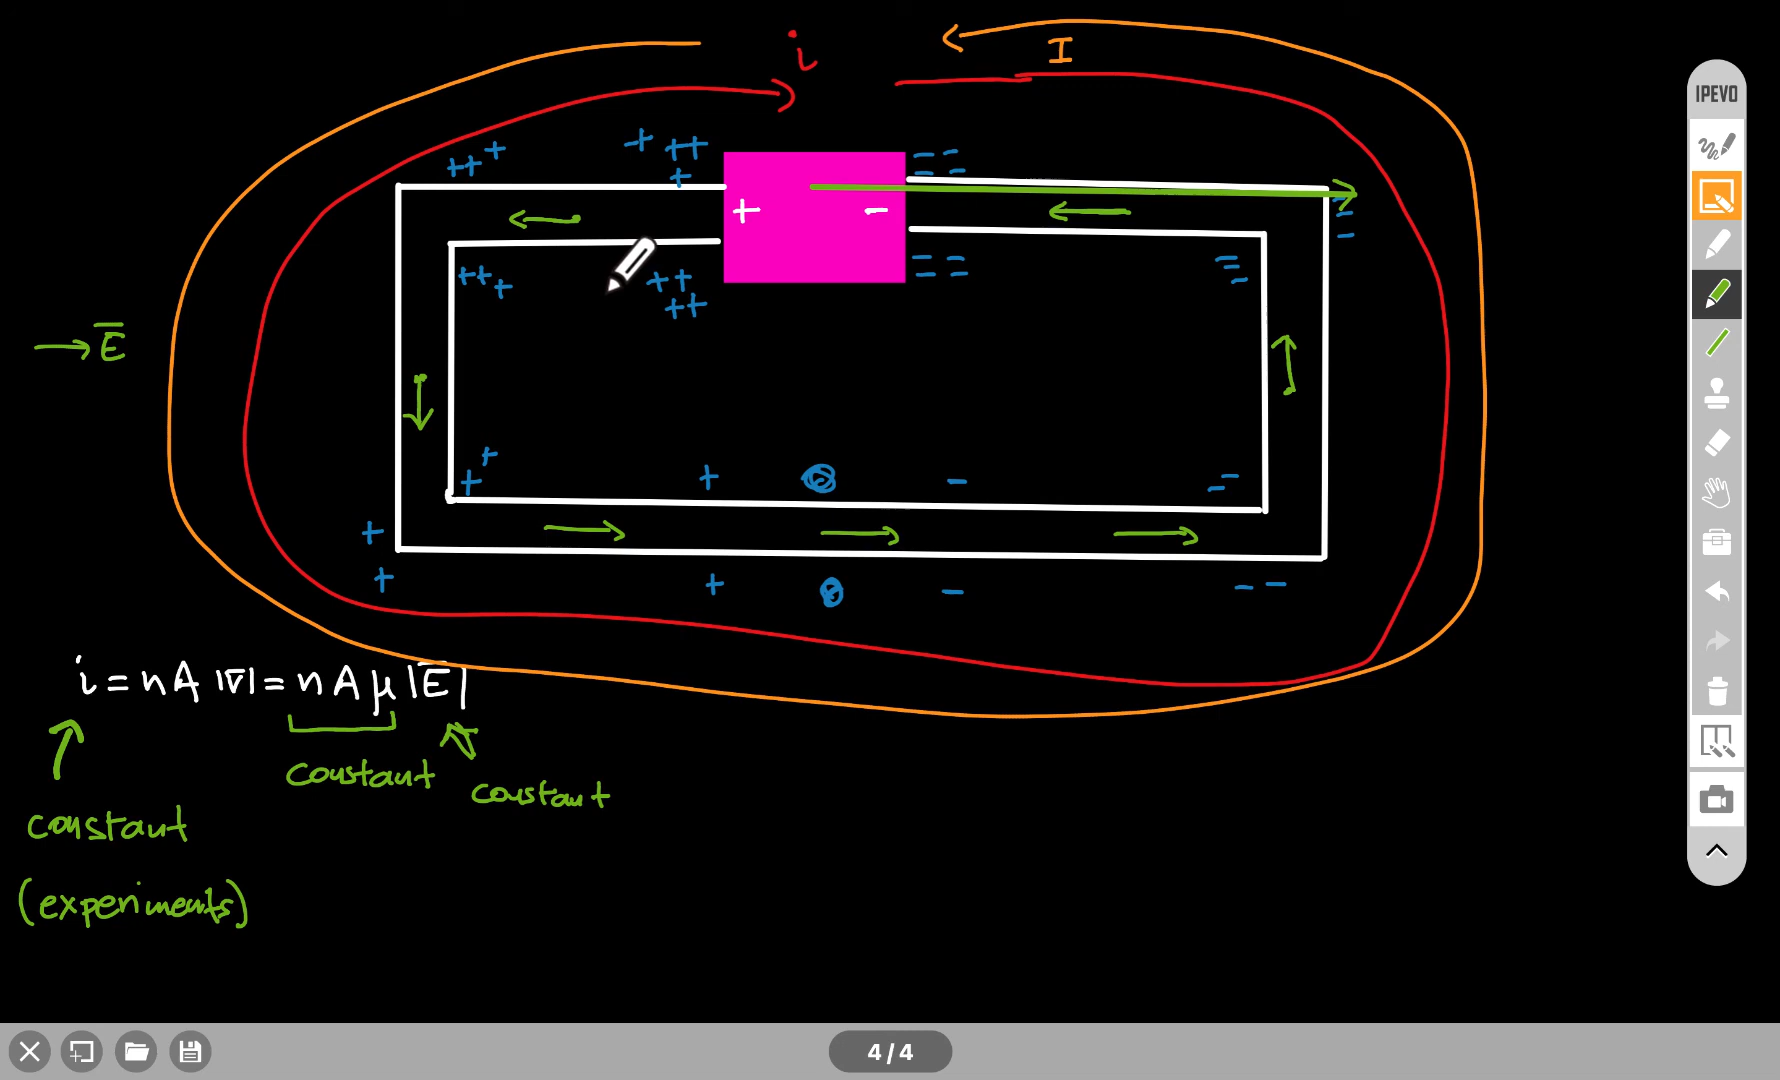 i
I
IPEVO
+++ + ++ = =
+ = =
+ - =
-
+++ ++ = = =
++ -
→ E̅
+
+ + - -
+
+ + - - -
i = nA |v̅| = nAμ |E̅|
constant constant
constant
(experiments)
4/4